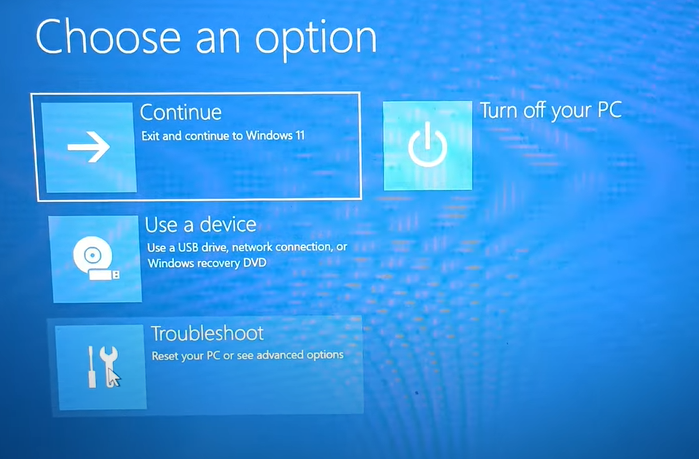 Choose an option
Continue
Exit and continue to Windows 11
Turn off your PC
Use a device
Use a USB drive, network connection, or
Windows recovery DVD
Troubleshoot
Reset your PC or see advanced options